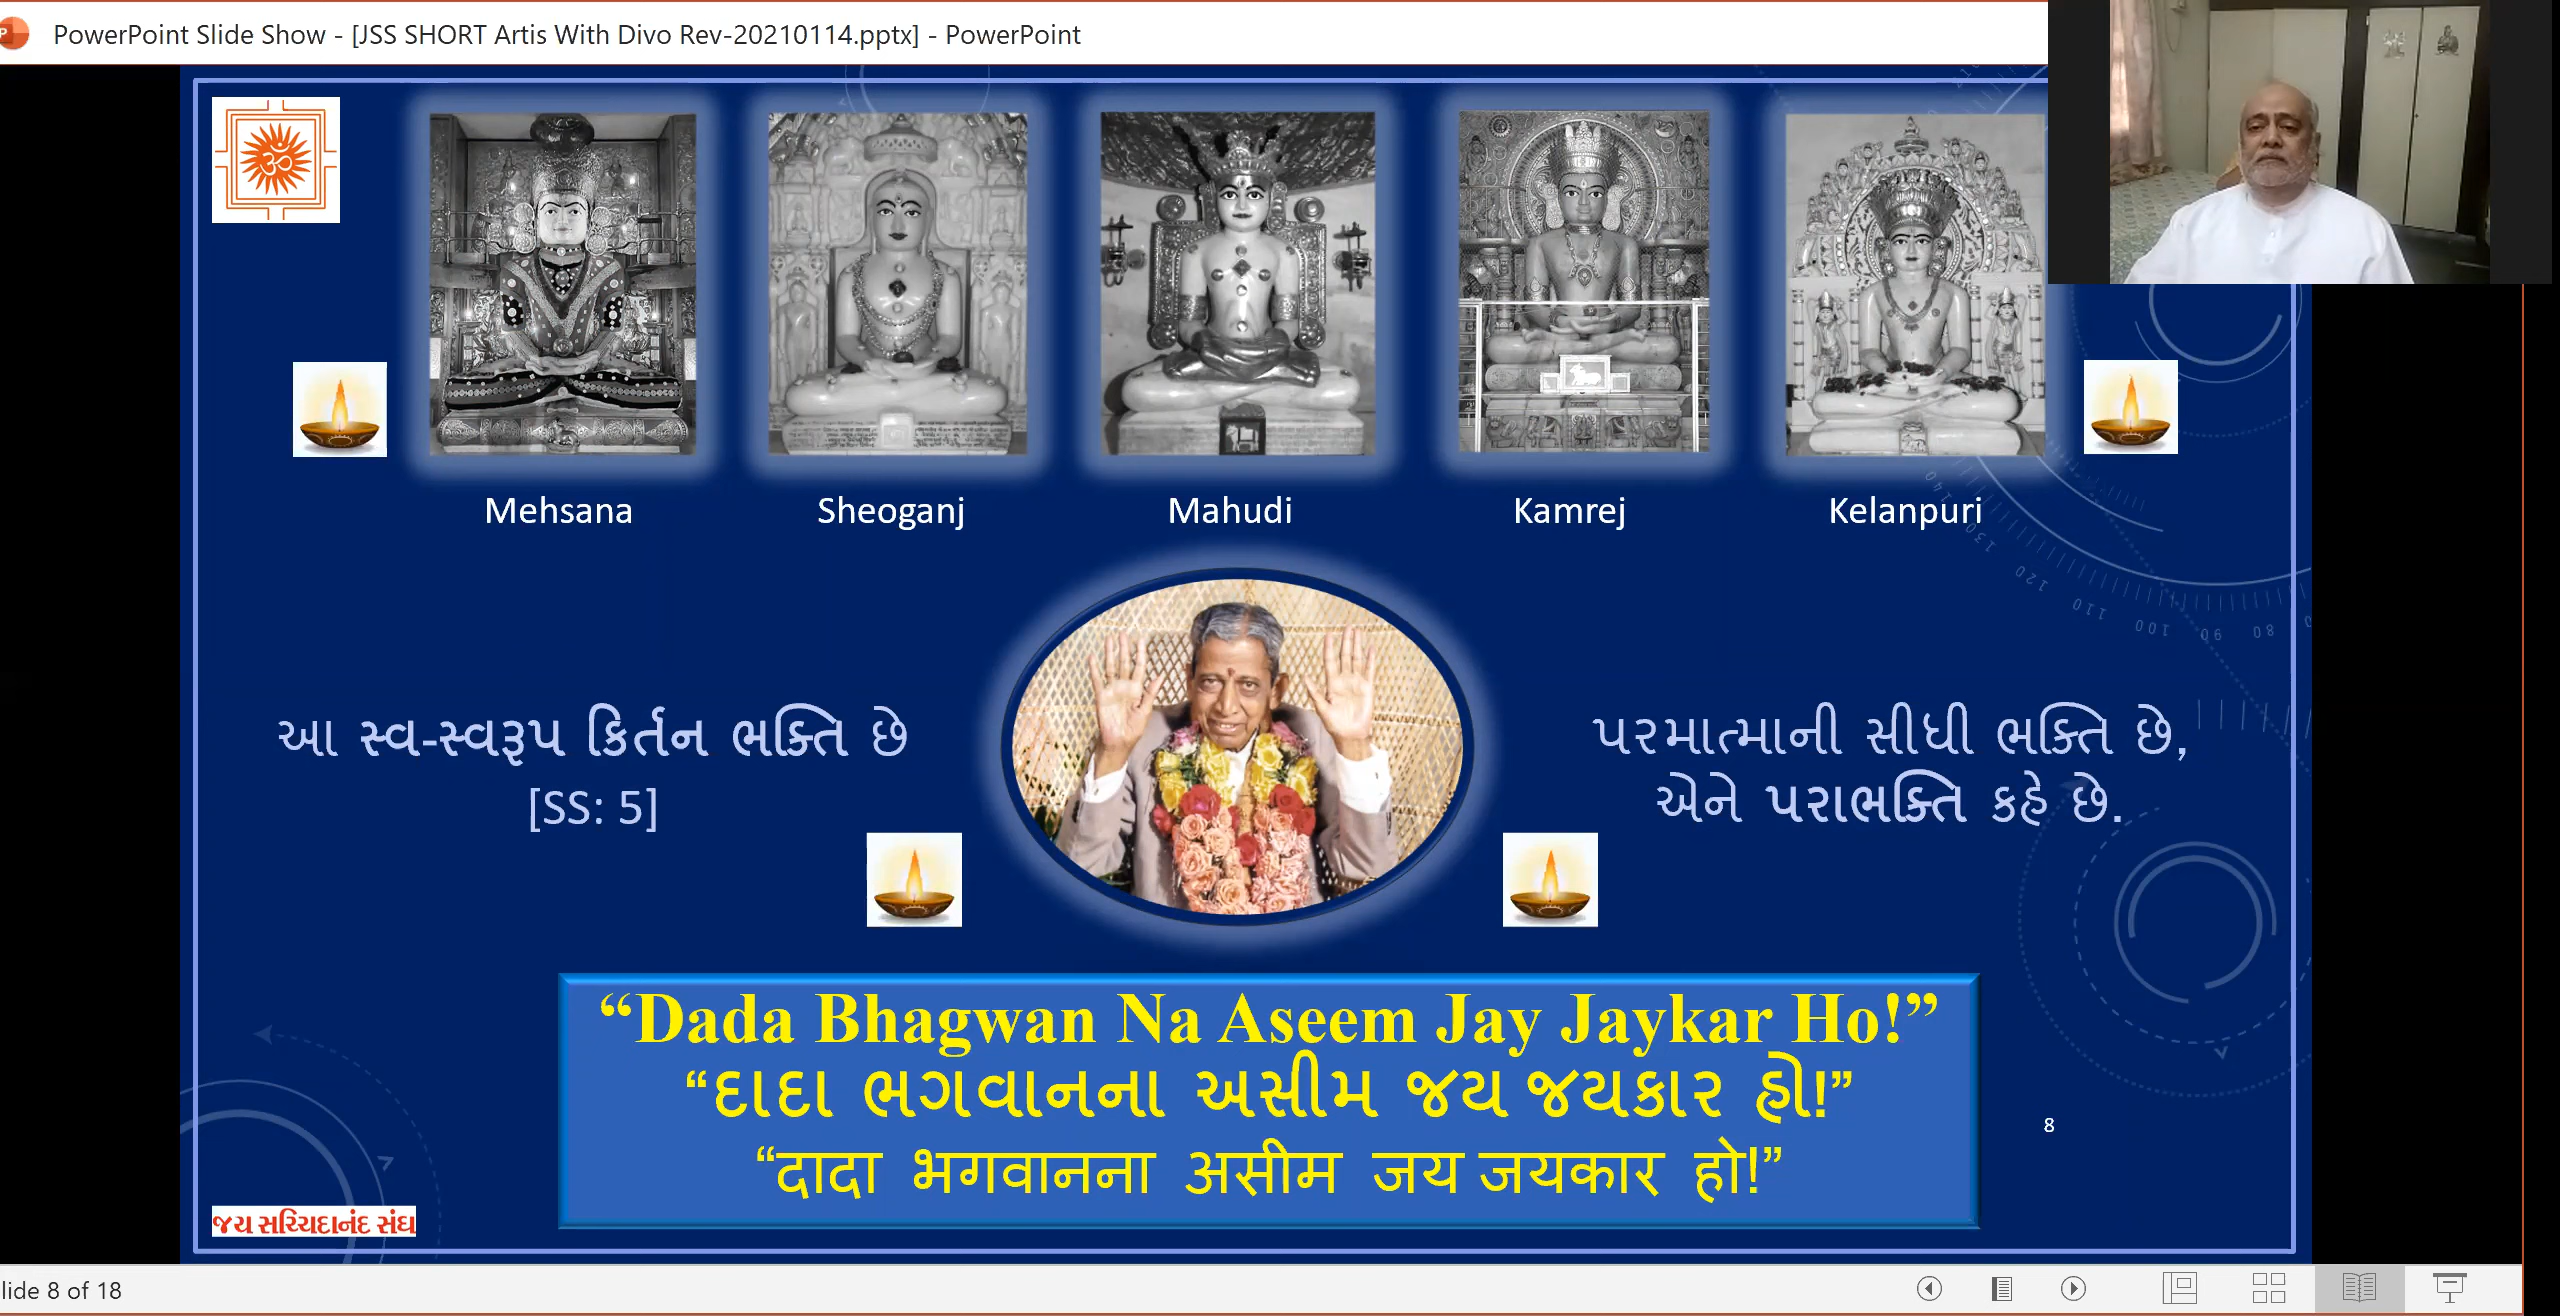 PowerPoint Slide Show - [JSS SHORT Artis With Divo Rev-20210114.pptx] - PowerPoint
Mehsana
Sheoganj
Mahudi
Kamrej
Kelanpuri
આ સ્વ-સ્વરૂપ કિર્તન ભક્તિ છે
[SS: 5]
પરમાત્માની સીધી ભક્તિ છે,
એને પરાભક્તિ કહે છે.
“Dada Bhagwan Na Aseem Jay Jaykar Ho!”
“દાદા ભગવાનના અસીમ જય જયકાર હો!”
“दादा भगवानना असीम जय जयकार हो!”
8
જય સચ્ચિદાનંદ સંઘ
lide 8 of 18